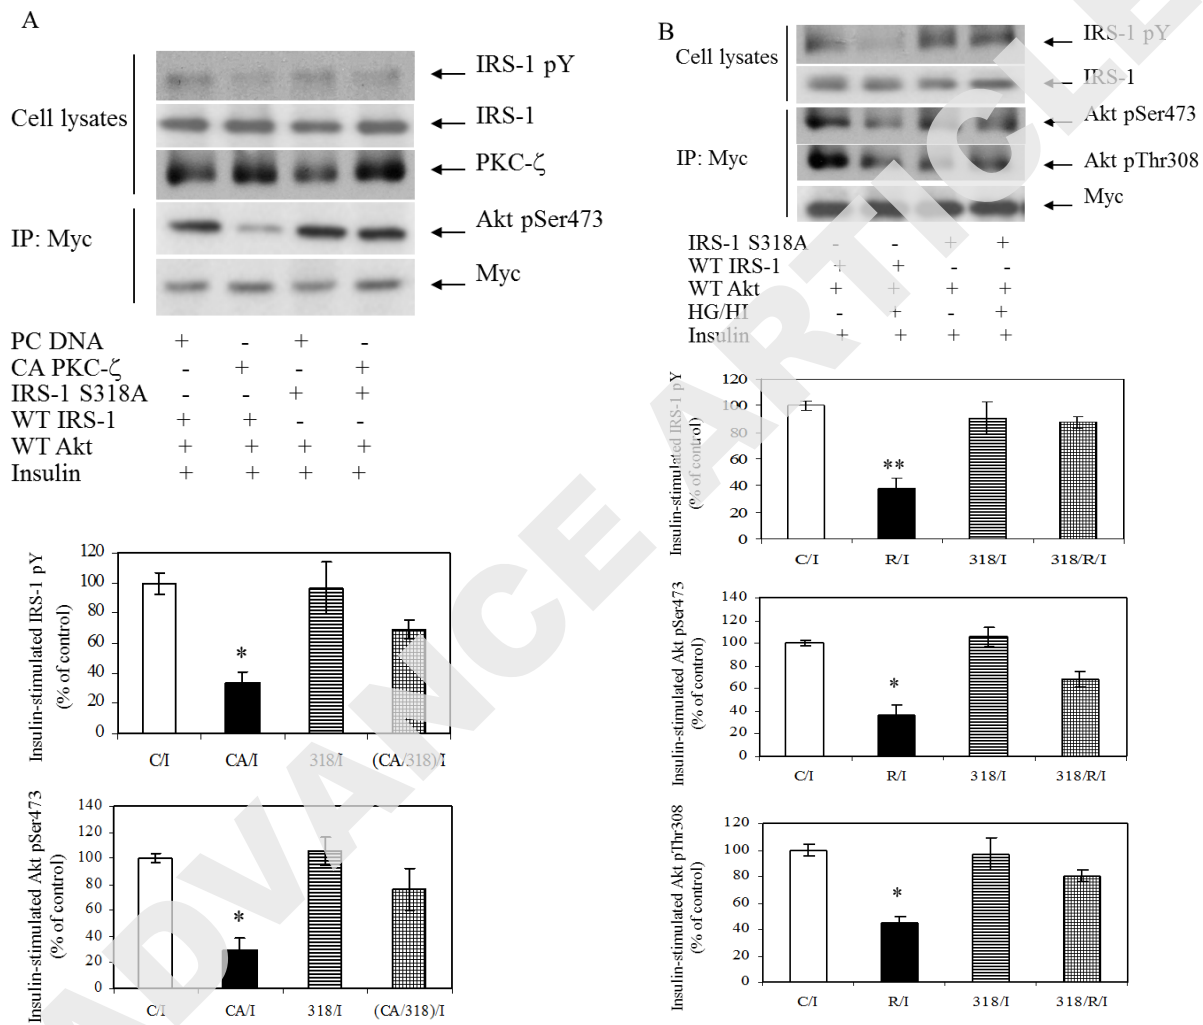 A
IRS-1 pY
IRS-1
Cell lysates
PKC-ζ
Akt pSer473
IP: Myc
Myc
PC DNA + - + -
CA PKC-ζ - + - +
IRS-1 S318A - - + +
WT IRS-1 + + - -
WT Akt + + + +
Insulin + + + +
Insulin-stimulated IRS-1 pY
(% of control)
120
100
80
60
40
20
0
*
C/I CA/I 318/I (CA/318)/I
Insulin-stimulated Akt pSer473
(% of control)
140
120
100
80
60
40
20
0
*
C/I CA/I 318/I (CA/318)/I
B
IRS-1 pY
Cell lysates
IRS-1
Akt pSer473
IP: Myc
Akt pThr308
Myc
IRS-1 S318A - - + +
WT IRS-1 + + - -
WT Akt + + + +
HG/HI - + - +
Insulin + + + +
Insulin-stimulated IRS-1 pY
(% of control)
120
100
80
60
40
20
0
**
C/I R/I 318/I 318/R/I
Insulin-stimulated Akt pSer473
(% of control)
140
120
100
80
60
40
20
0
*
C/I R/I 318/I 318/R/I
Insulin-stimulated Akt pThr308
(% of control)
120
100
80
60
40
20
0
*
C/I R/I 318/I 318/R/I
ADVANCE ARTICLE